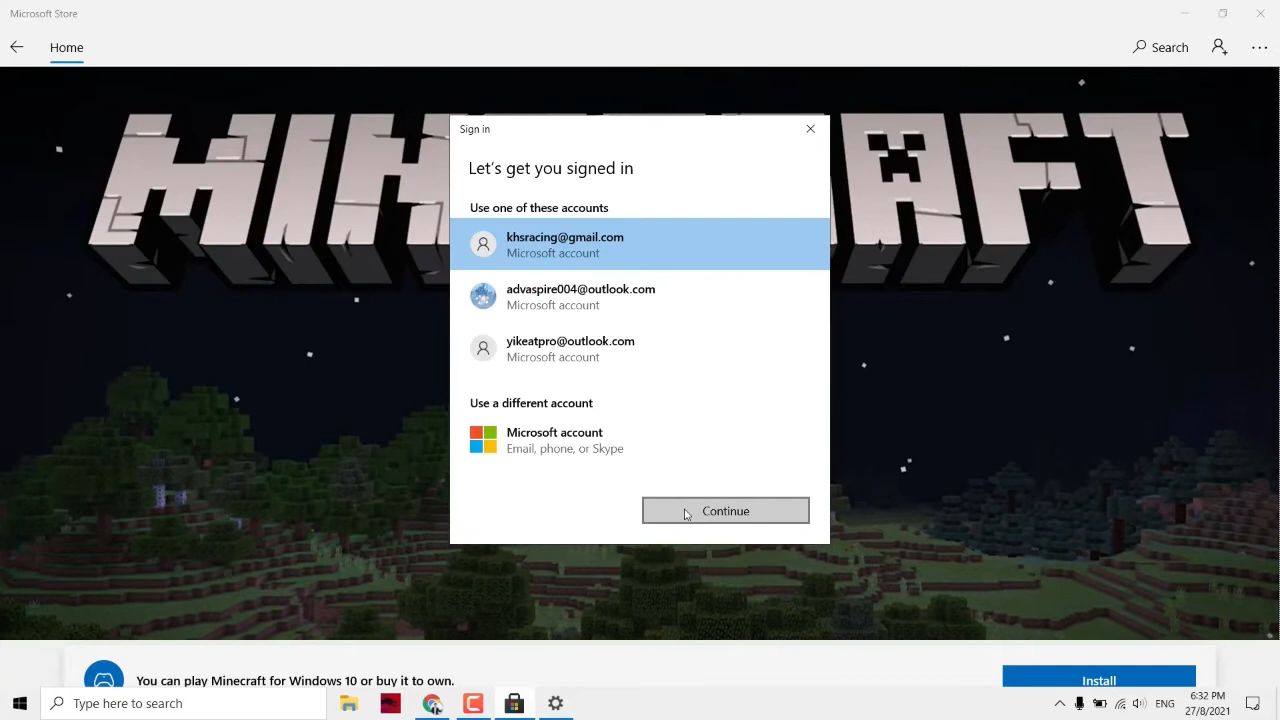 Microsoft Store
Home
Search
MINECRAFT
Sign in
Let's get you signed in
Use one of these accounts
khsracing@gmail.com
Microsoft account
advaspire004@outlook.com
Microsoft account
yikeatpro@outlook.com
Microsoft account
Use a different account
Microsoft account
Email, phone, or Skype
Continue
You can play Minecraft for Windows 10 or buy it to own.
Install
Type here to search
6:32 PM
27/8/2021